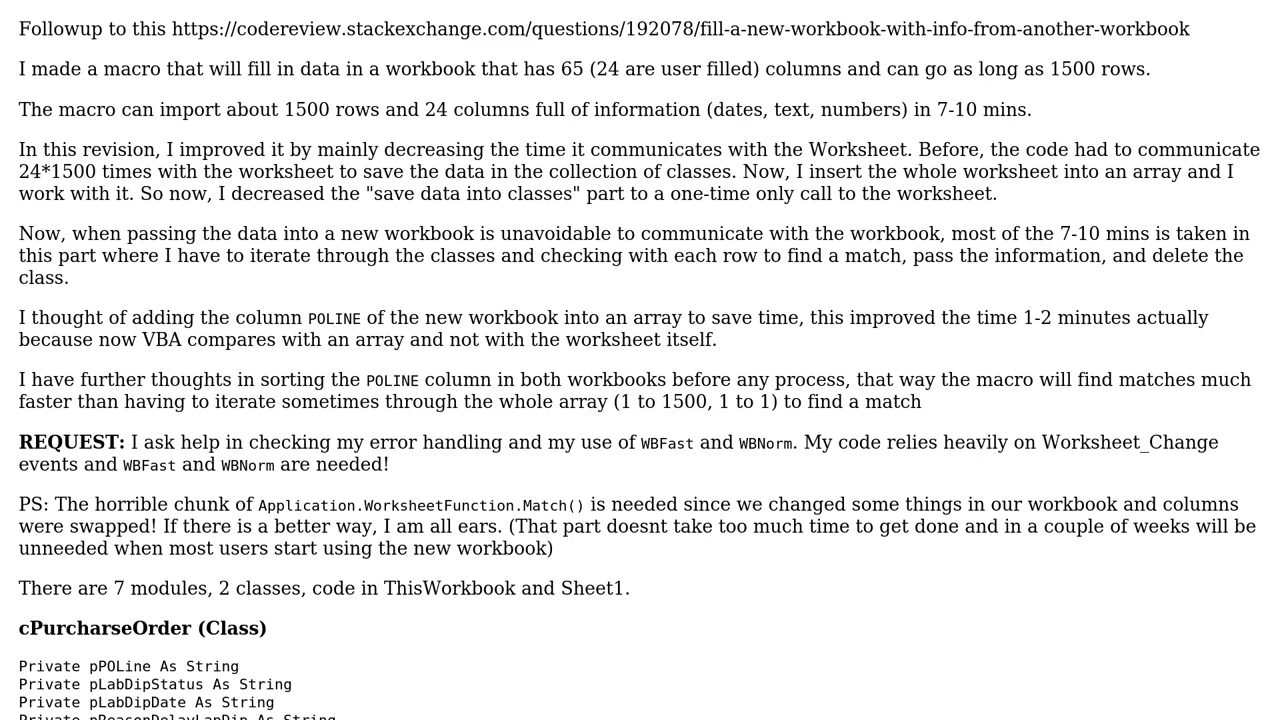 Followup to this https://codereview.stackexchange.com/questions/192078/fill-a-new-workbook-with-info-from-another-workbook
I made a macro that will fill in data in a workbook that has 65 (24 are user filled) columns and can go as long as 1500 rows.
The macro can import about 1500 rows and 24 columns full of information (dates, text, numbers) in 7-10 mins.
In this revision, I improved it by mainly decreasing the time it communicates with the Worksheet. Before, the code had to communicate
24*1500 times with the worksheet to save the data in the collection of classes. Now, I insert the whole worksheet into an array and I
work with it. So now, I decreased the "save data into classes" part to a one-time only call to the worksheet.
Now, when passing the data into a new workbook is unavoidable to communicate with the workbook, most of the 7-10 mins is taken in
this part where I have to iterate through the classes and checking with each row to find a match, pass the information, and delete the
class.
I thought of adding the column POLINE of the new workbook into an array to save time, this improved the time 1-2 minutes actually
because now VBA compares with an array and not with the worksheet itself.
I have further thoughts in sorting the POLINE column in both workbooks before any process, that way the macro will find matches much
faster than having to iterate sometimes through the whole array (1 to 1500, 1 to 1) to find a match
REQUEST: I ask help in checking my error handling and my use of WBFast and WBNorm. My code relies heavily on Worksheet_Change
events and WBFast and WBNorm are needed!
PS: The horrible chunk of Application.WorksheetFunction.Match() is needed since we changed some things in our workbook and columns
were swapped! If there is a better way, I am all ears. (That part doesnt take too much time to get done and in a couple of weeks will be
unneeded when most users start using the new workbook)
There are 7 modules, 2 classes, code in ThisWorkbook and Sheet1.
cPurcharseOrder (Class)
Private pPOLine As String
Private pLabDipStatus As String
Private pLabDipDate As String
Private pReasonDelayLapDip As String